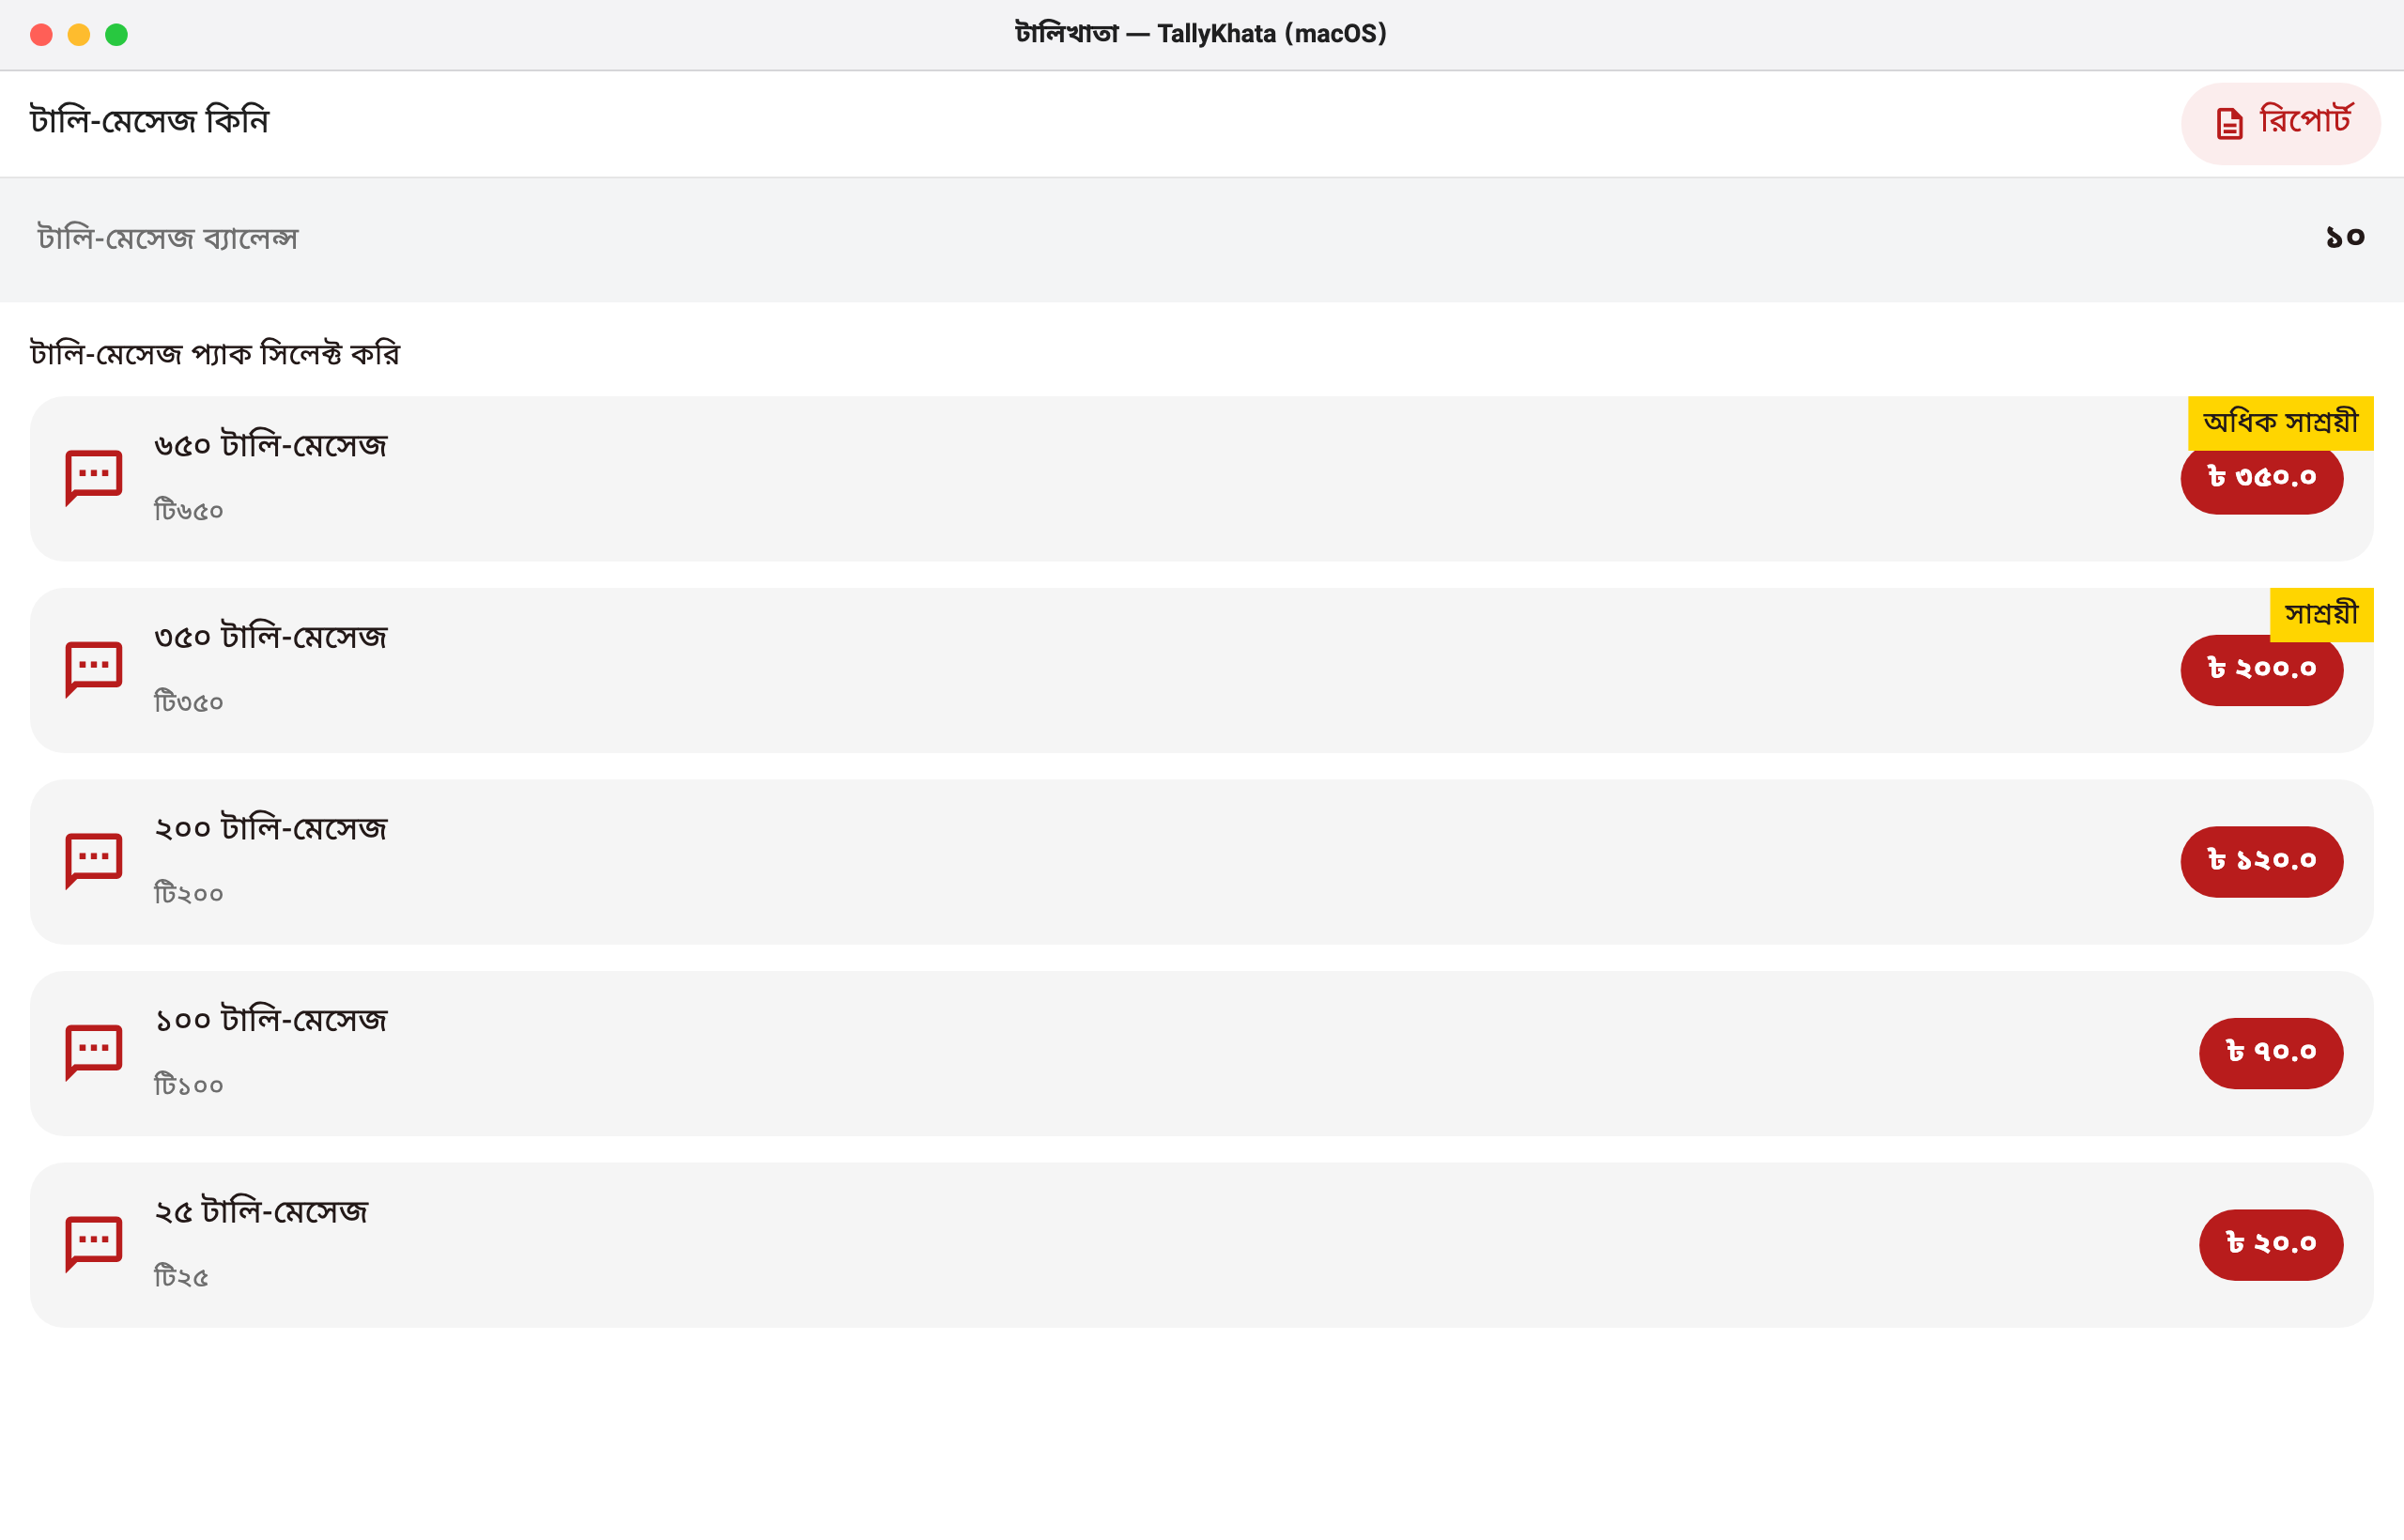 টালিখাতা — TallyKhata (macOS)
টালি-মেসেজ কিনি
রিপোর্ট
টালি-মেসেজ ব্যালেন্স
১০
টালি-মেসেজ প্যাক সিলেক্ট করি
৬৫০ টালি-মেসেজ
টি৬৫০
অধিক সাশ্রয়ী
৳ ৩৫০.০
৩৫০ টালি-মেসেজ
টি৩৫০
সাশ্রয়ী
৳ ২০০.০
২০০ টালি-মেসেজ
টি২০০
৳ ১২০.০
১০০ টালি-মেসেজ
টি১০০
৳ ৭০.০
২৫ টালি-মেসেজ
টি২৫
৳ ২০.০